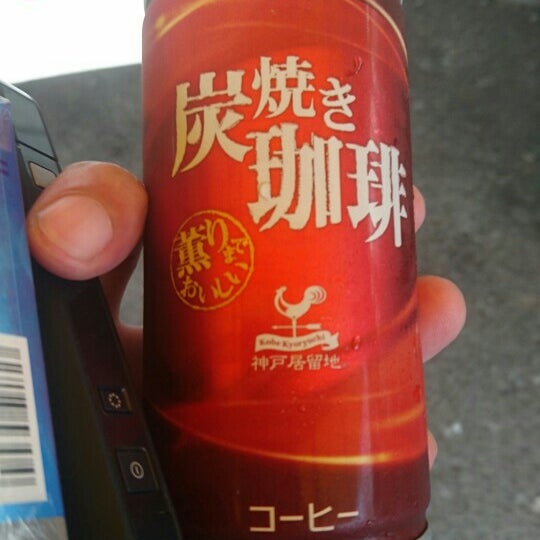 炭焼き
珈琲
薫りまで
おいしい
Kobe Kyoryuchi
神戸居留地
コーヒー